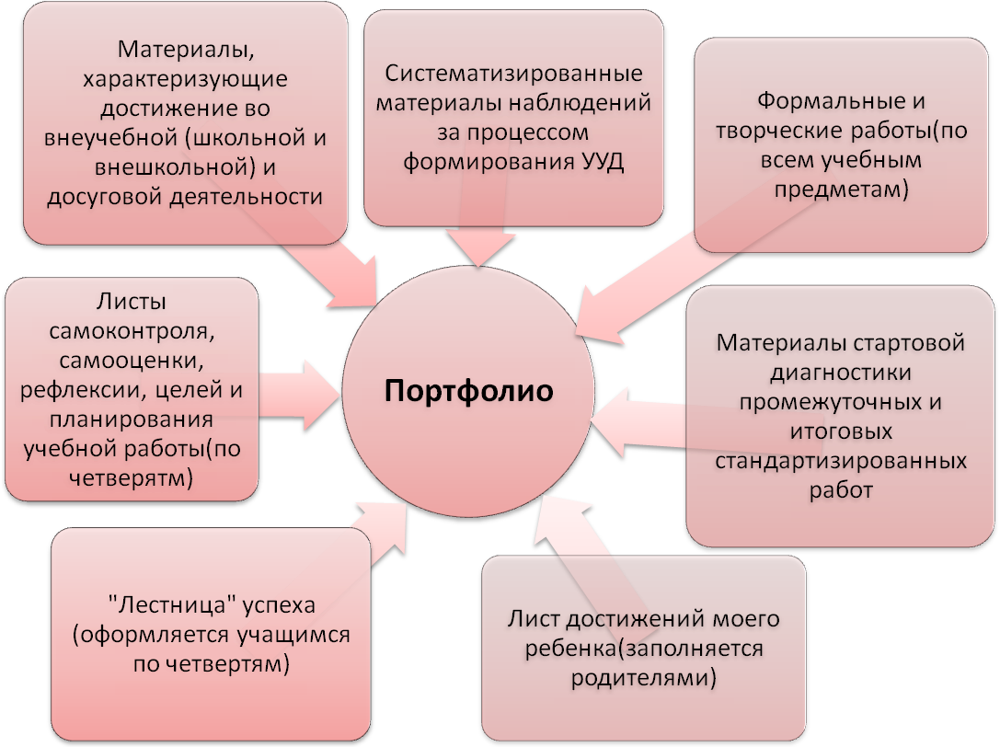 Материалы,
характеризующие
достижение во
внеучебной (школьной и
внешкольной) и
досуговой деятельности
Систематизированные
материалы наблюдений
за процессом
формирования УУД
Формальные и
творческие работы(по
всем учебным
предметам)
Листы
самоконтроля,
самооценки,
рефлексии, целей и
планирования
учебной работы(по
четверятм)
Портфолио
Материалы стартовой
диагностики
промежуточных и
итоговых
стандартизированных
работ
"Лестница" успеха
(оформляется учащимся
по четвертям)
Лист достижений моего
ребенка(заполняется
родителями)